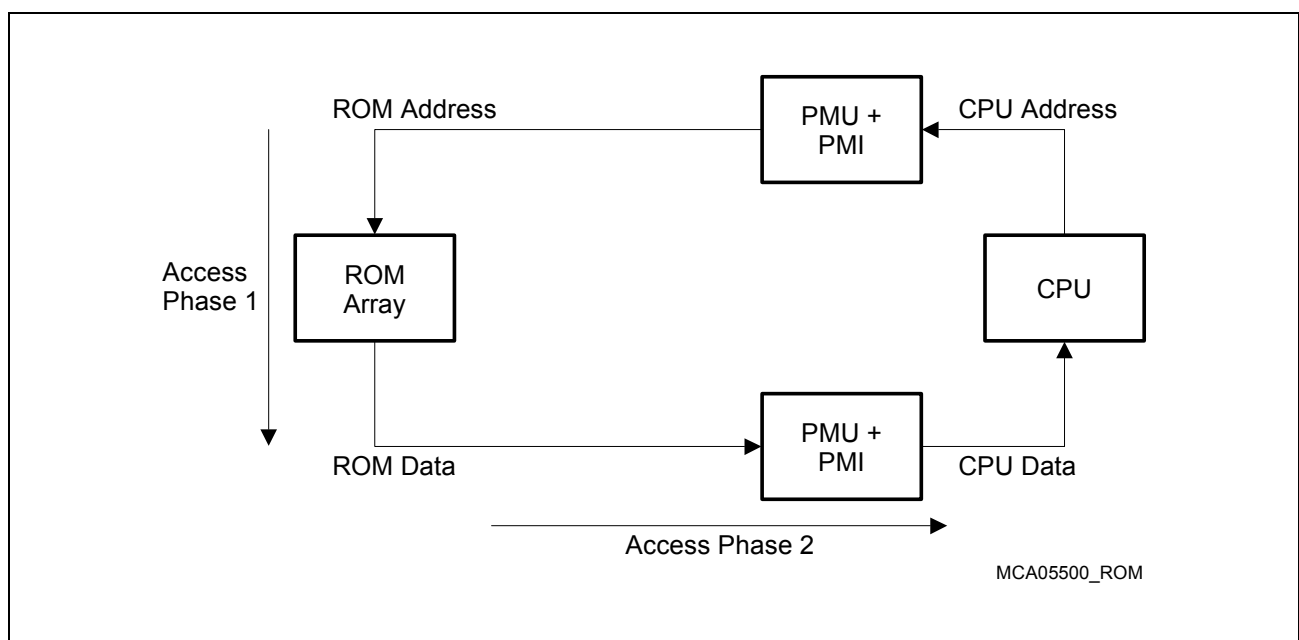 ROM Address
PMU +
PMI
CPU Address
Access
Phase 1
ROM
Array
CPU
ROM Data
PMU +
PMI
CPU Data
Access Phase 2
MCA05500_ROM